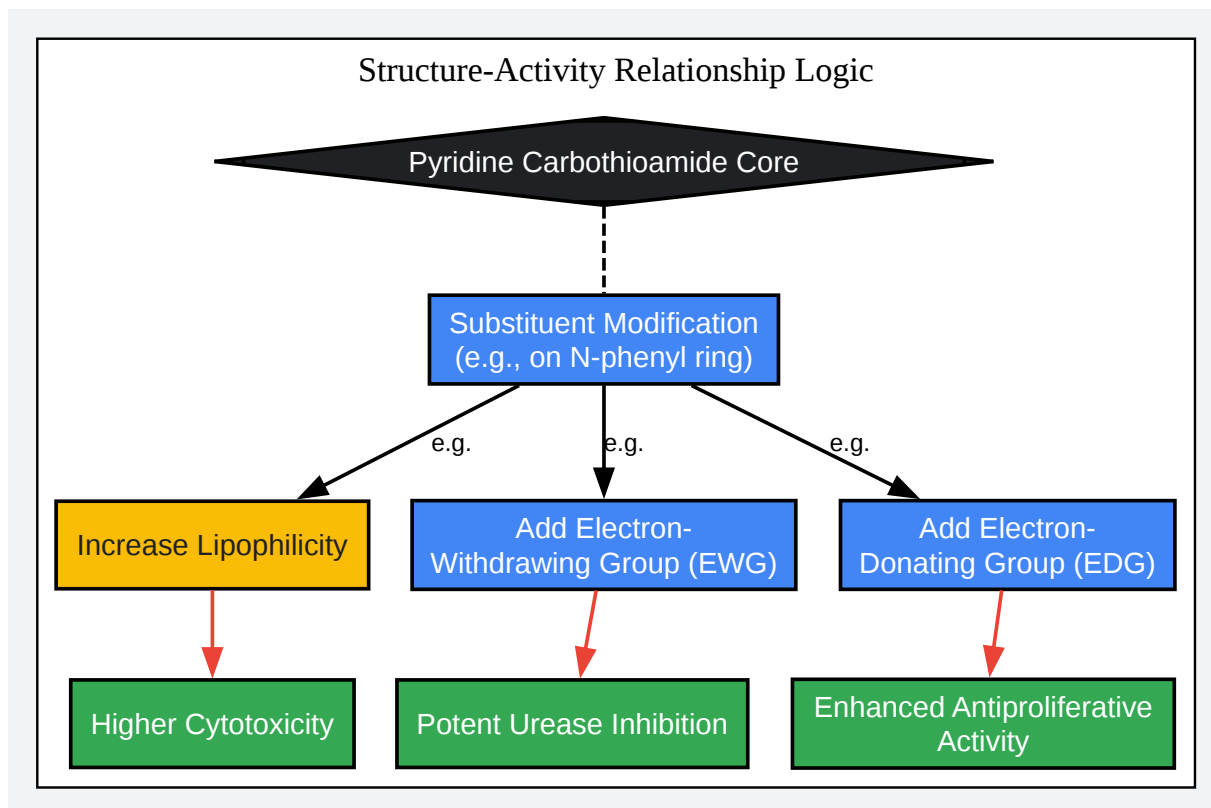 Structure-Activity Relationship Logic
Pyridine Carbothioamide Core
Substituent Modification
(e.g., on N-phenyl ring)
e.g.
e.g.
e.g.
Increase Lipophilicity
Add Electron-
Withdrawing Group (EWG)
Add Electron-
Donating Group (EDG)
Higher Cytotoxicity
Potent Urease Inhibition
Enhanced Antiproliferative
Activity